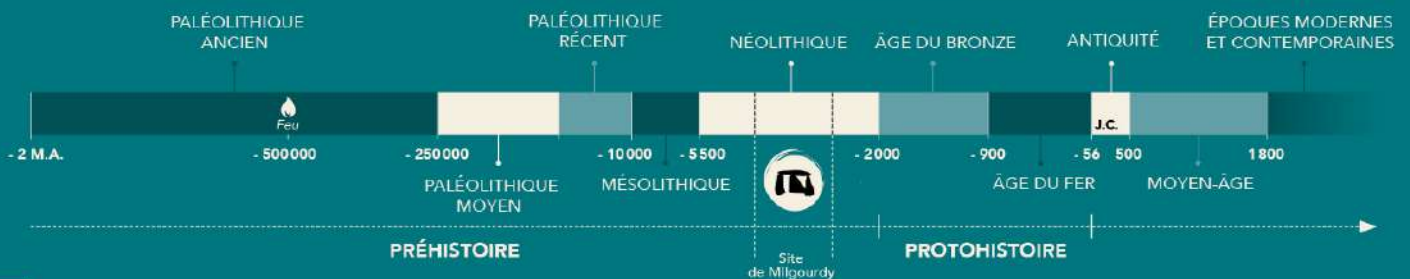 PALÉOLITHIQUE
ANCIEN
PALÉOLITHIQUE
RÉCENT
NÉOLITHIQUE
ÂGE DU BRONZE
ANTIQUITÉ
ÉPOQUES MODERNES
ET CONTEMPORAINES
Feu
J.C.
- 2 M.A.
- 500000
- 250000
- 10000
- 5500
- 2000
- 900
- 56
500
1800
PALÉOLITHIQUE
MOYEN
MÉSOLITHIQUE
ÂGE DU FER
MOYEN-ÂGE
PRÉHISTOIRE
PROTOHISTOIRE
Site
de Milgourdy